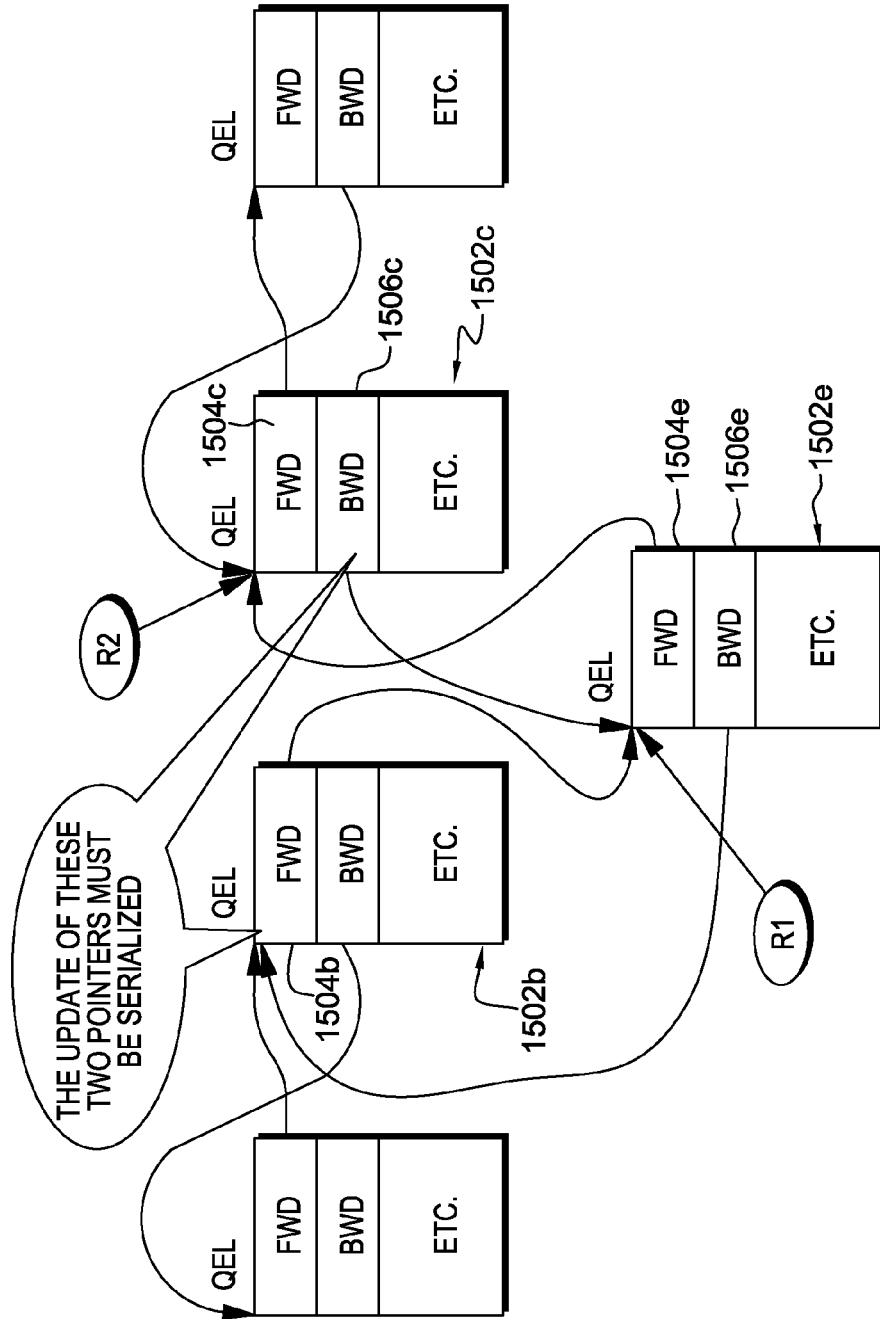 THE UPDATE OF THESE
TWO POINTERS MUST
BE SERIALIZED
R2
QEL
FWD
BWD
ETC.
QEL
FWD
BWD
ETC.
1504b
1502b
QEL
FWD
BWD
ETC.
1504c
1506c
1502c
QEL
FWD
BWD
ETC.
QEL
FWD
BWD
ETC.
1504e
1506e
1502e
R1